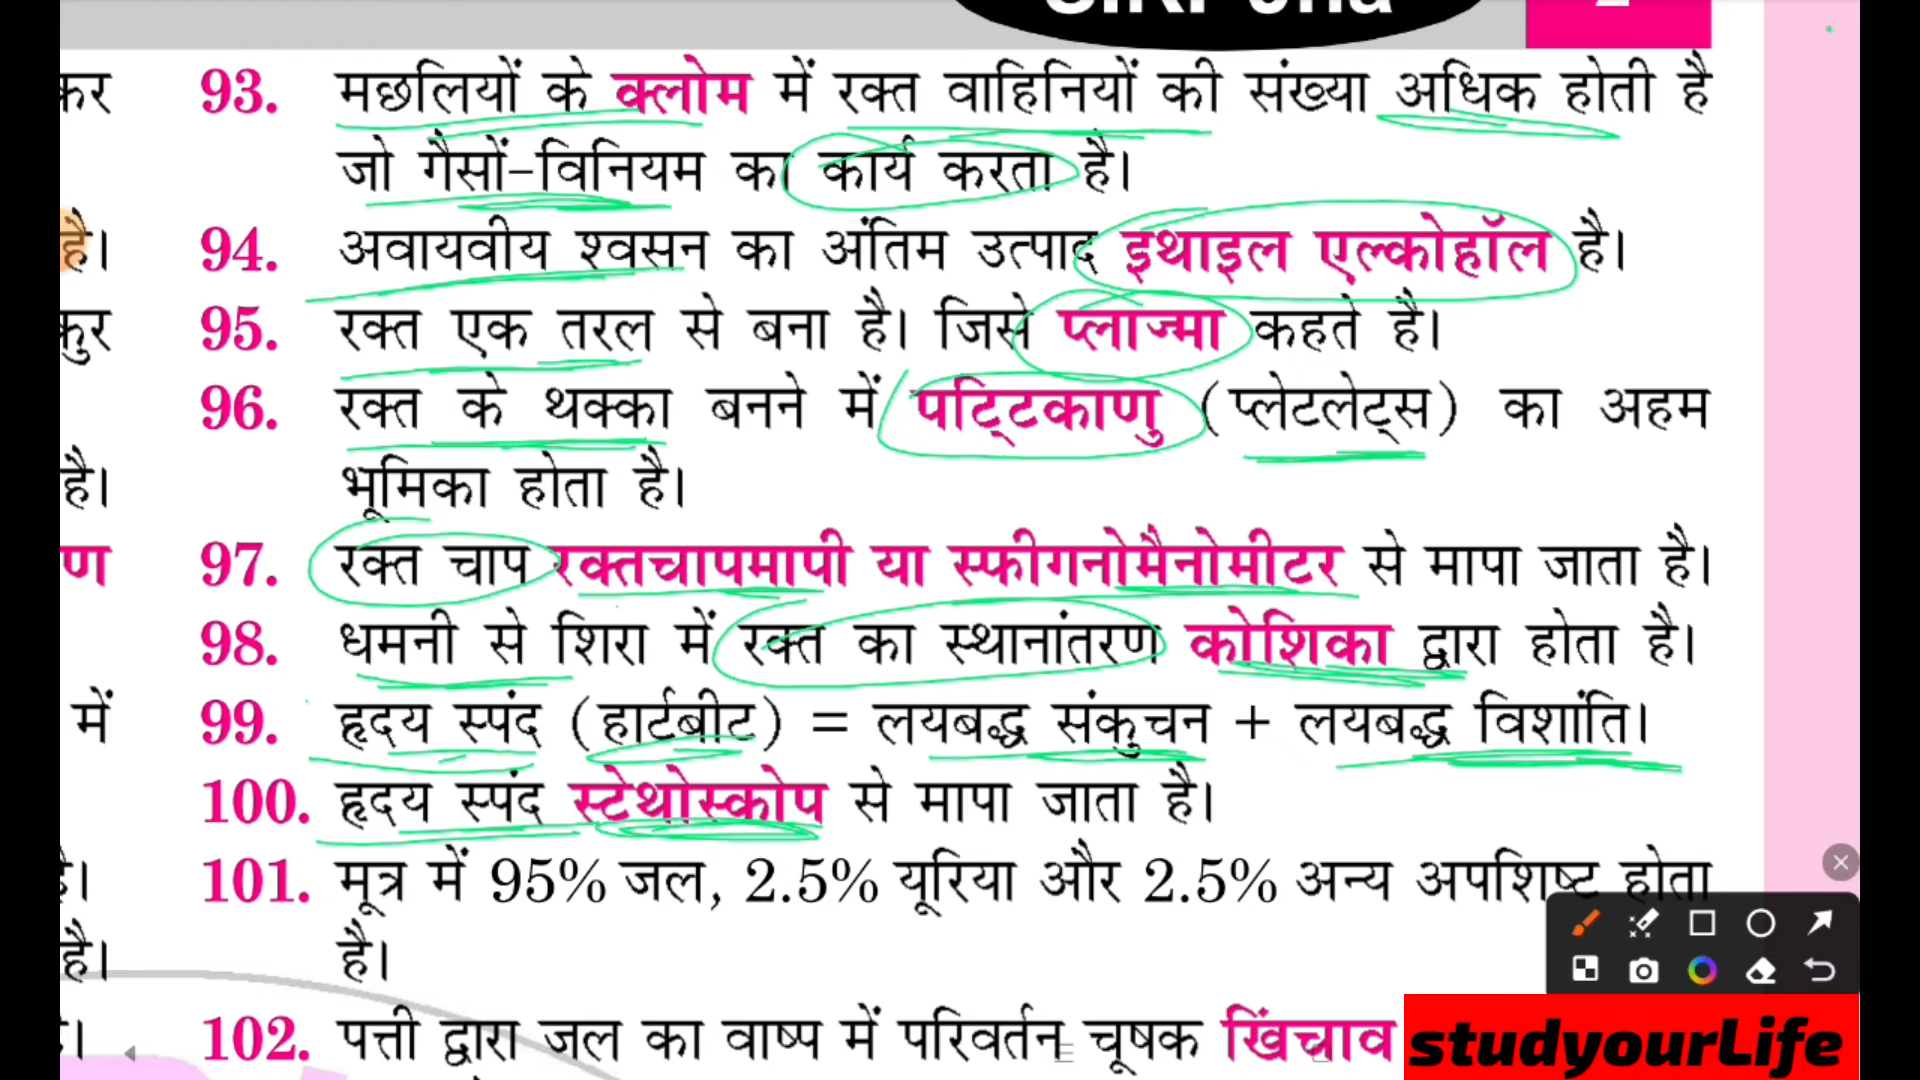 कर
है।
कुर
है।
ण
में
है।
है।
93. मछलियों के क्लोम में रक्त वाहिनियों की संख्या अधिक होती है
जो गैसों-विनियम का कार्य करता है।
94. अवायवीय श्वसन का अंतिम उत्पाद इथाइल एल्कोहॉल है।
95. रक्त एक तरल से बना है। जिसे प्लाज्मा कहते है।
96. रक्त के थक्का बनने में पट्टिकाणु (प्लेटलेट्स) का अहम
भूमिका होता है।
97. रक्त चाप रक्तचापमापी या स्फीगनोमैनोमीटर से मापा जाता है।
98. धमनी से शिरा में रक्त का स्थानांतरण कोशिका द्वारा होता है।
99. हृदय स्पंद (हार्टबीट) = लयबद्ध संकुचन + लयबद्ध विशांति।
100. हृदय स्पंद स्टेथोस्कोप से मापा जाता है।
101. मूत्र में 95% जल, 2.5% यूरिया और 2.5% अन्य अपशिष्ट होता
है।
102. पत्ती द्वारा जल का वाष्प में परिवर्तन चूषक खिंचाव
studyourLife